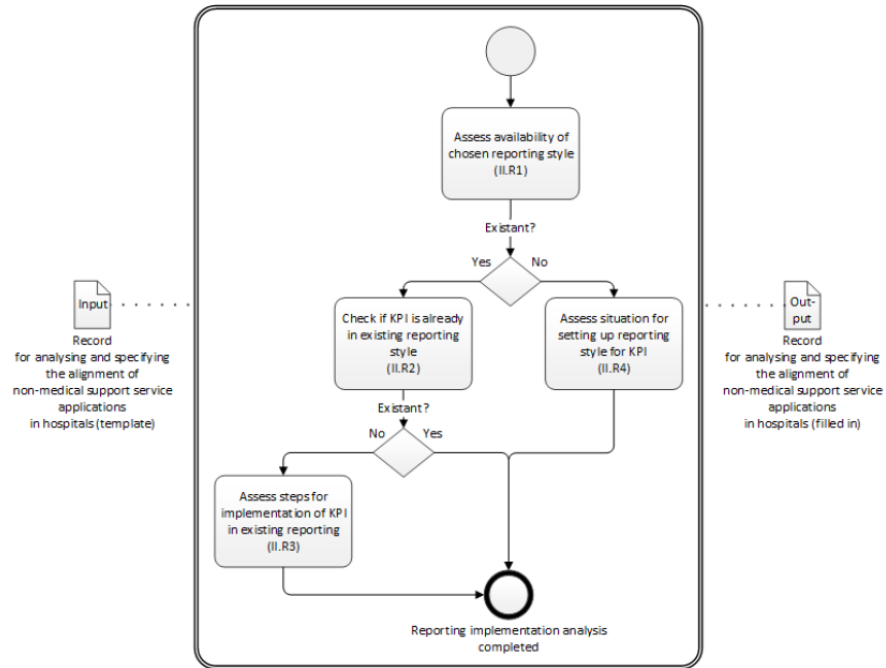 Assess availability of
chosen reporting style
(II.R1)
Existant?
Yes
No
Input
Record
for analysing and specifying
the alignment of
non-medical support service
applications
in hospitals (template)
Check if KPI is already
in existing reporting
style
(II.R2)
Assess situation for
setting up reporting
style for KPI
(II.R4)
Out-
put
Record
for analysing and specifying
the alignment of
non-medical support service
applications
in hospitals (filled in)
Existant?
No
Yes
Assess steps for
implementation of KPI
in existing reporting
(II.R3)
Reporting implementation analysis
completed